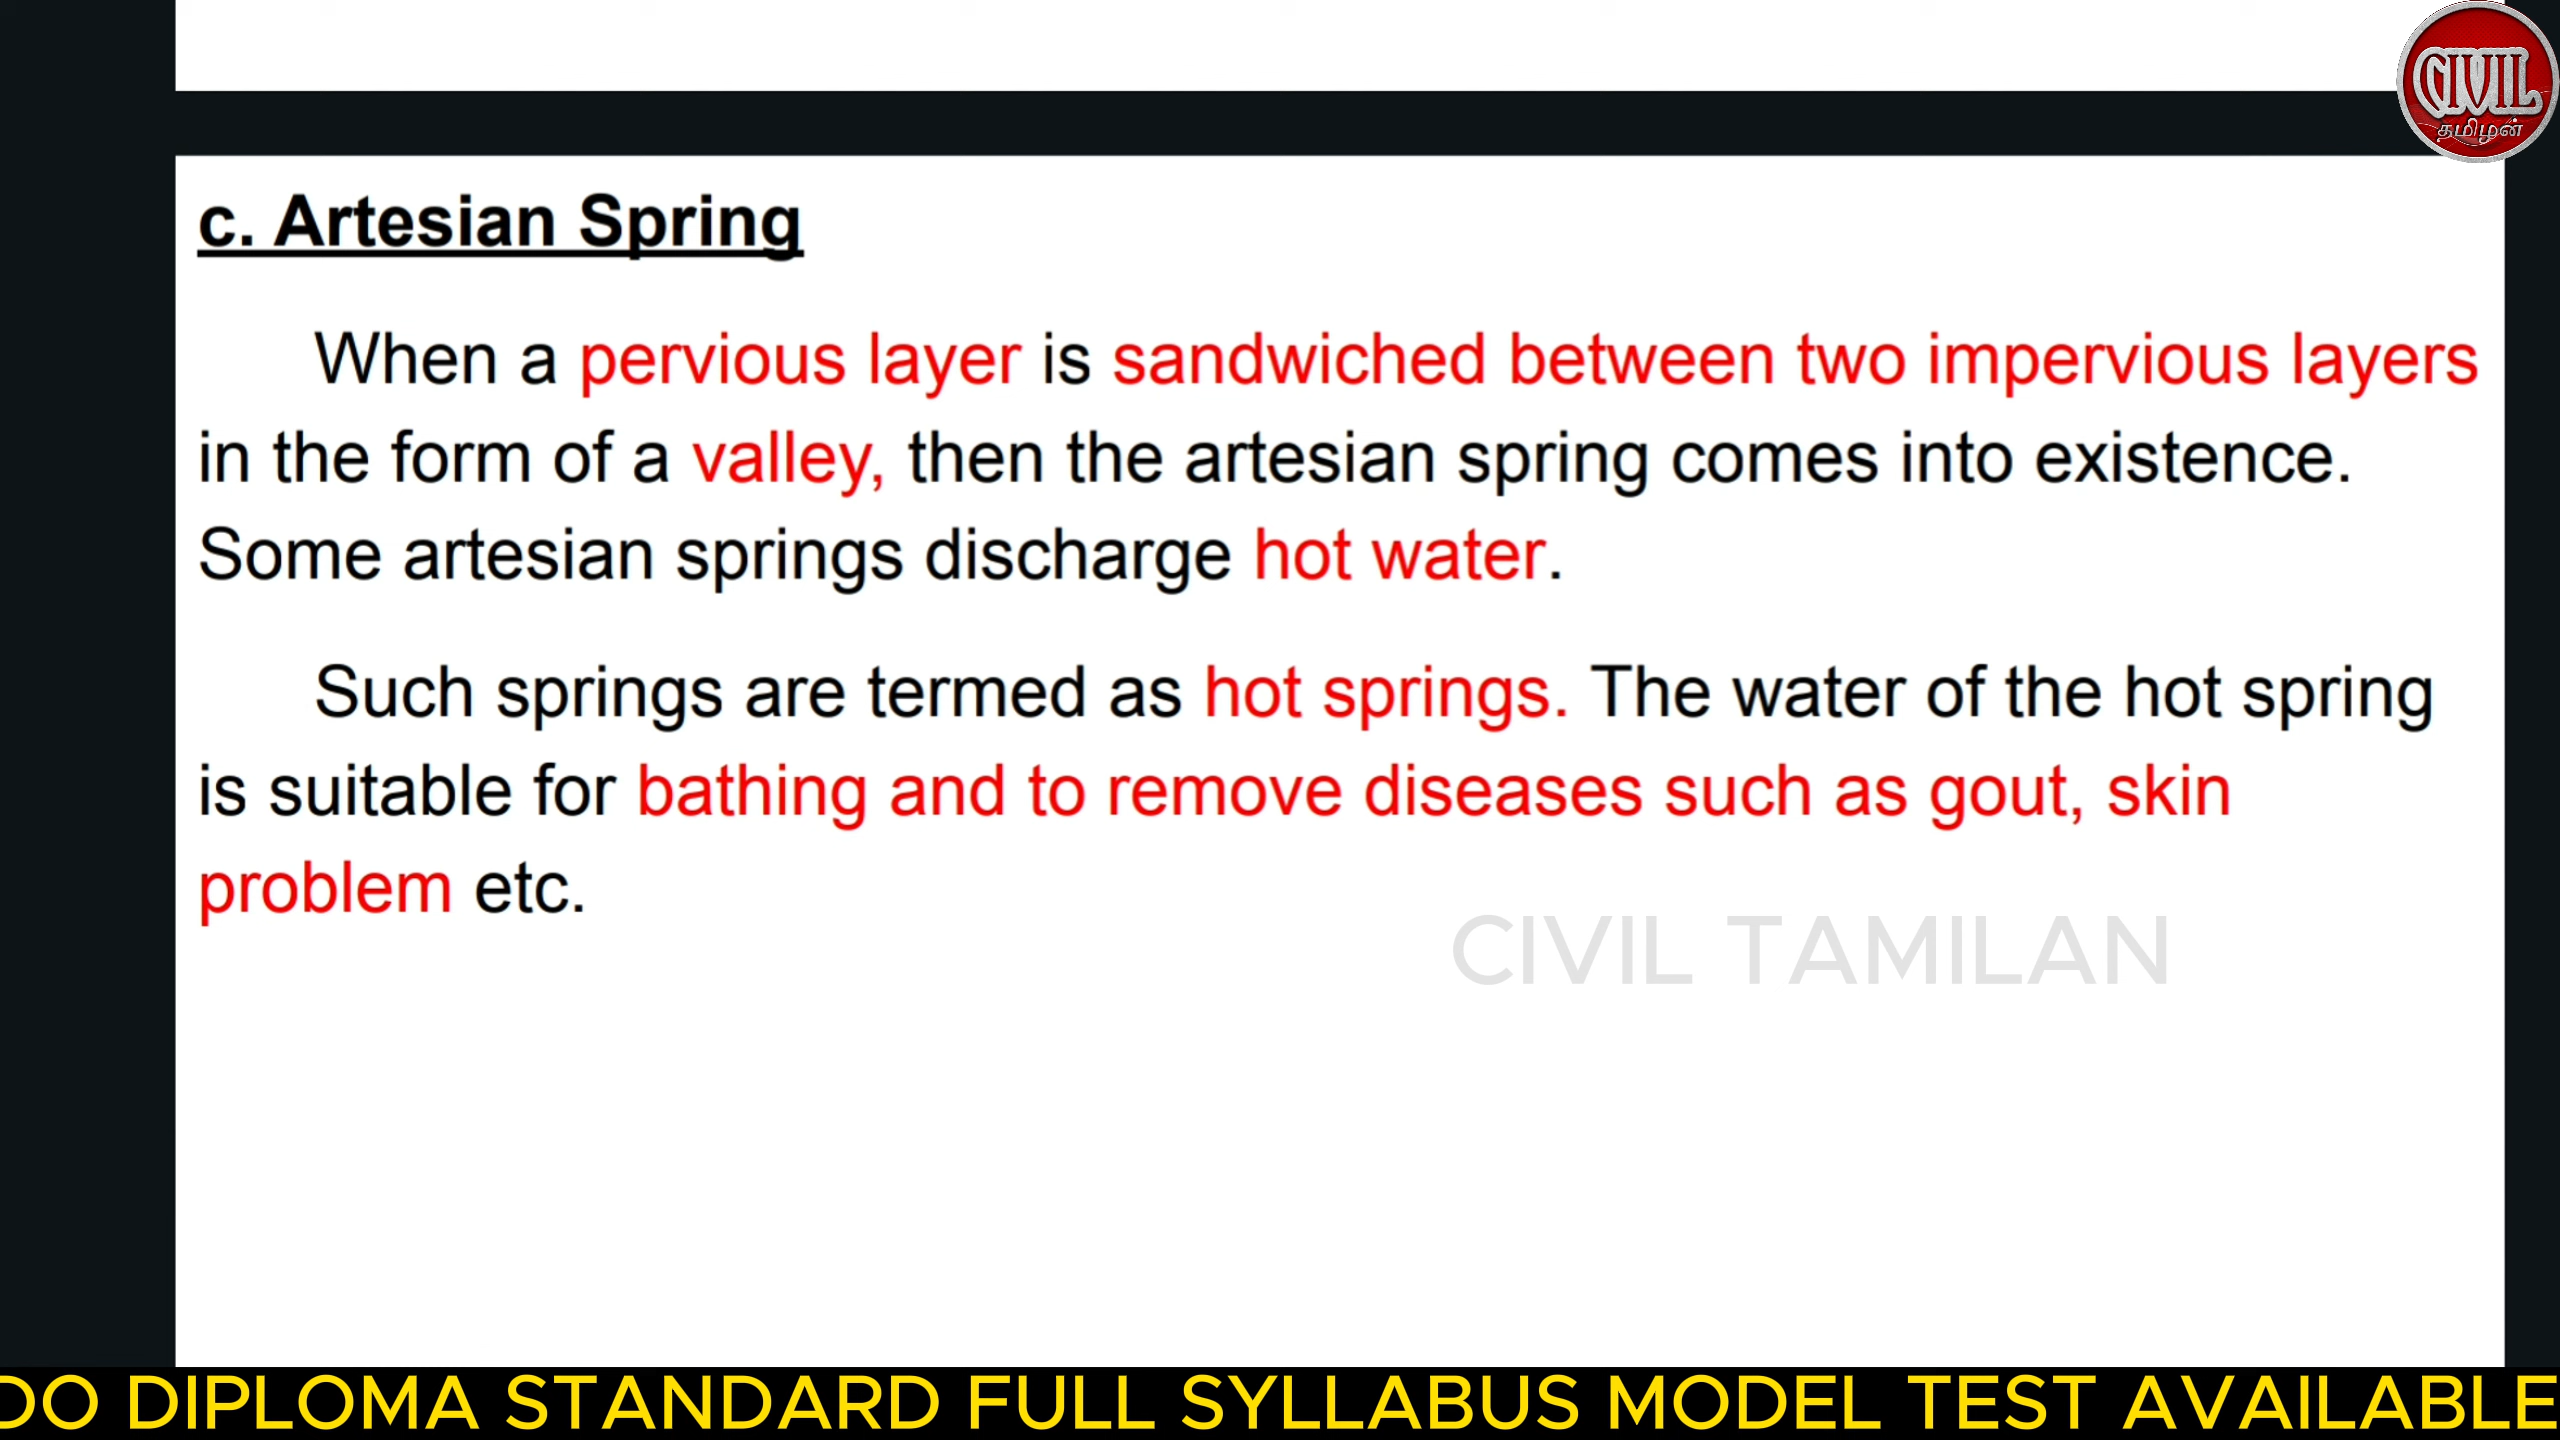 CIVIL
தமிழன்
c. Artesian Spring
When a pervious layer is sandwiched between two impervious layers
in the form of a valley, then the artesian spring comes into existence.
Some artesian springs discharge hot water.
Such springs are termed as hot springs. The water of the hot spring
is suitable for bathing and to remove diseases such as gout, skin
problem etc.
CIVIL TAMILAN
DO DIPLOMA STANDARD FULL SYLLABUS MODEL TEST AVAILABLE